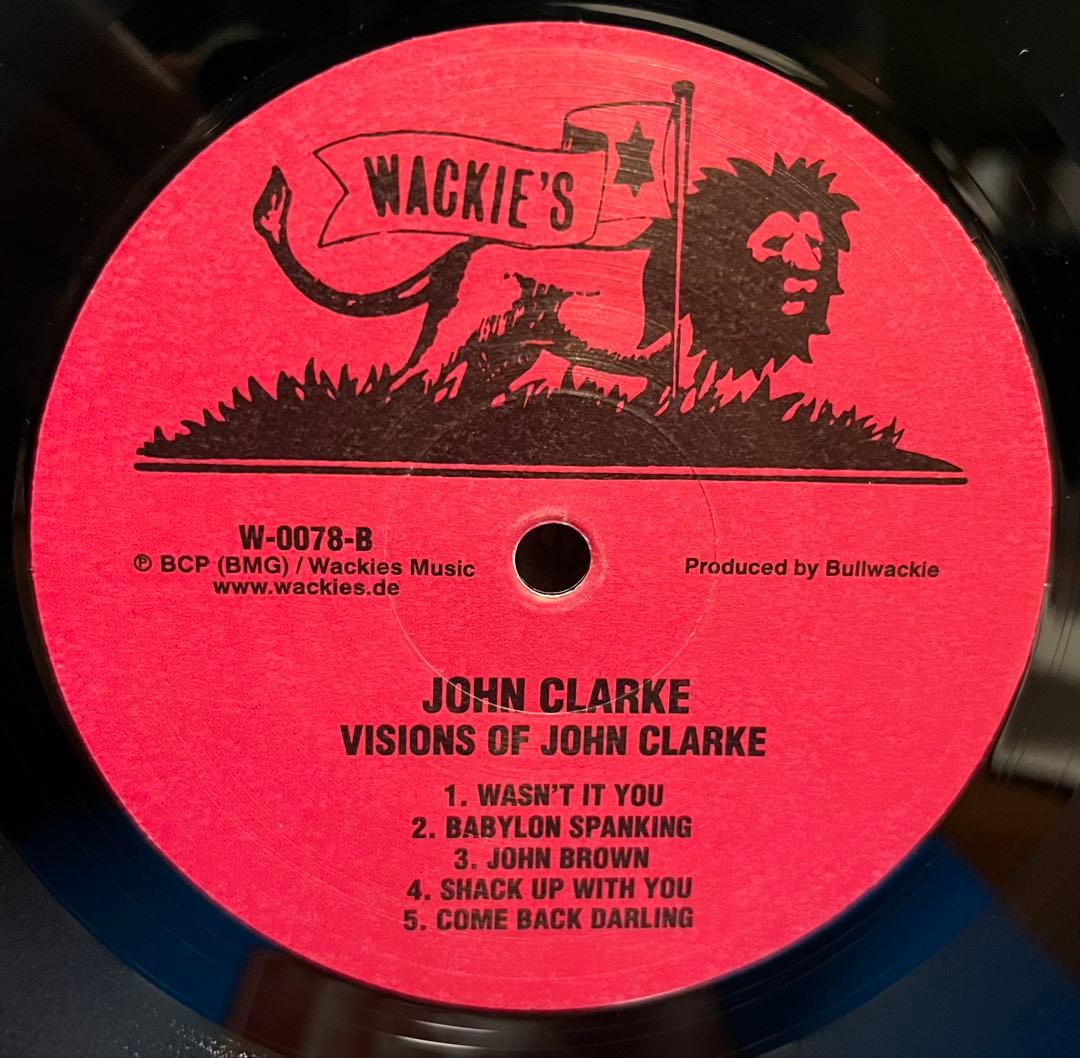 WACKIE'S
W-0078-B
℗ BCP (BMG) / Wackies Music
www.wackies.de
Produced by Bullwackie
JOHN CLARKE
VISIONS OF JOHN CLARKE
1. WASN'T IT YOU
2. BABYLON SPANKING
3. JOHN BROWN
4. SHACK UP WITH YOU
5. COME BACK DARLING